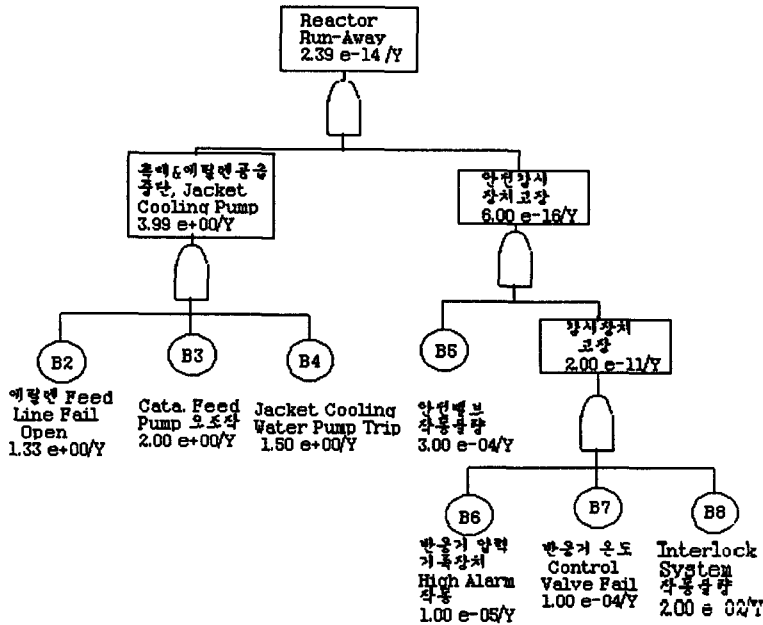 Reactor
Run-Away
2.39 e-14 /Y
촉매&에틸렌공급
중단, Jacket
Cooling Pump
3.99 e+00/Y
안전감시
장치고장
6.00 e-16/Y
B2
B3
B4
B5
감시장치
고장
2.00 e-11/Y
에틸렌 Feed
Line Fail
Open
1.33 e+00/Y
Cata. Feed
Pump 오조작
2.00 e+00/Y
Jacket Cooling
Water Pump Trip
1.50 e+00/Y
안전밸브
작동불량
3.00 e-04/Y
B6
B7
B8
반응기 압력
기록장치
High Alarm
작동
1.00 e-05/Y
반응기 온도
Control
Valve Fail
1.00 e-04/Y
Interlock
System
작동불량
2.00 e 02/Y